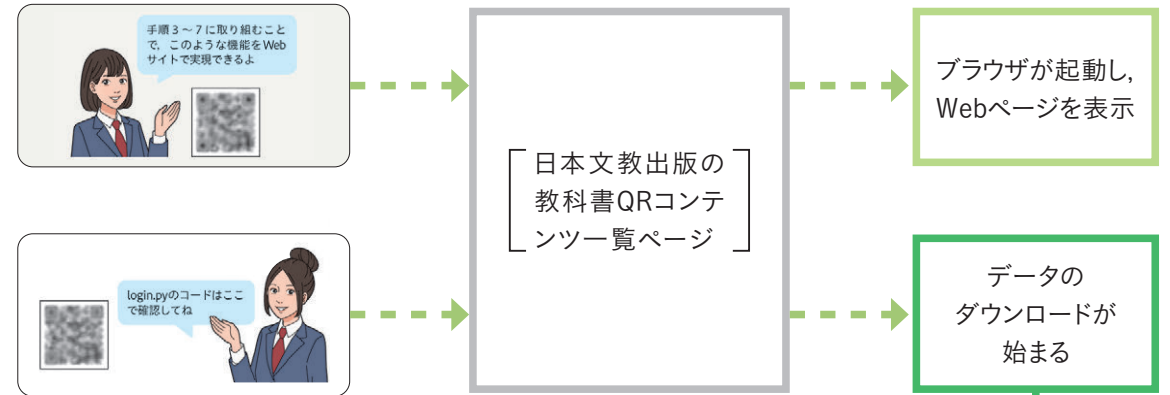 手順3～7に取り組むこと
で，このような機能をWeb
サイトで実現できるよ
日本文教出版の
教科書QRコンテ
ンツ一覧ページ
ブラウザが起動し,
Webページを表示
login.pyのコードはここ
で確認してね
データの
ダウンロードが
始まる